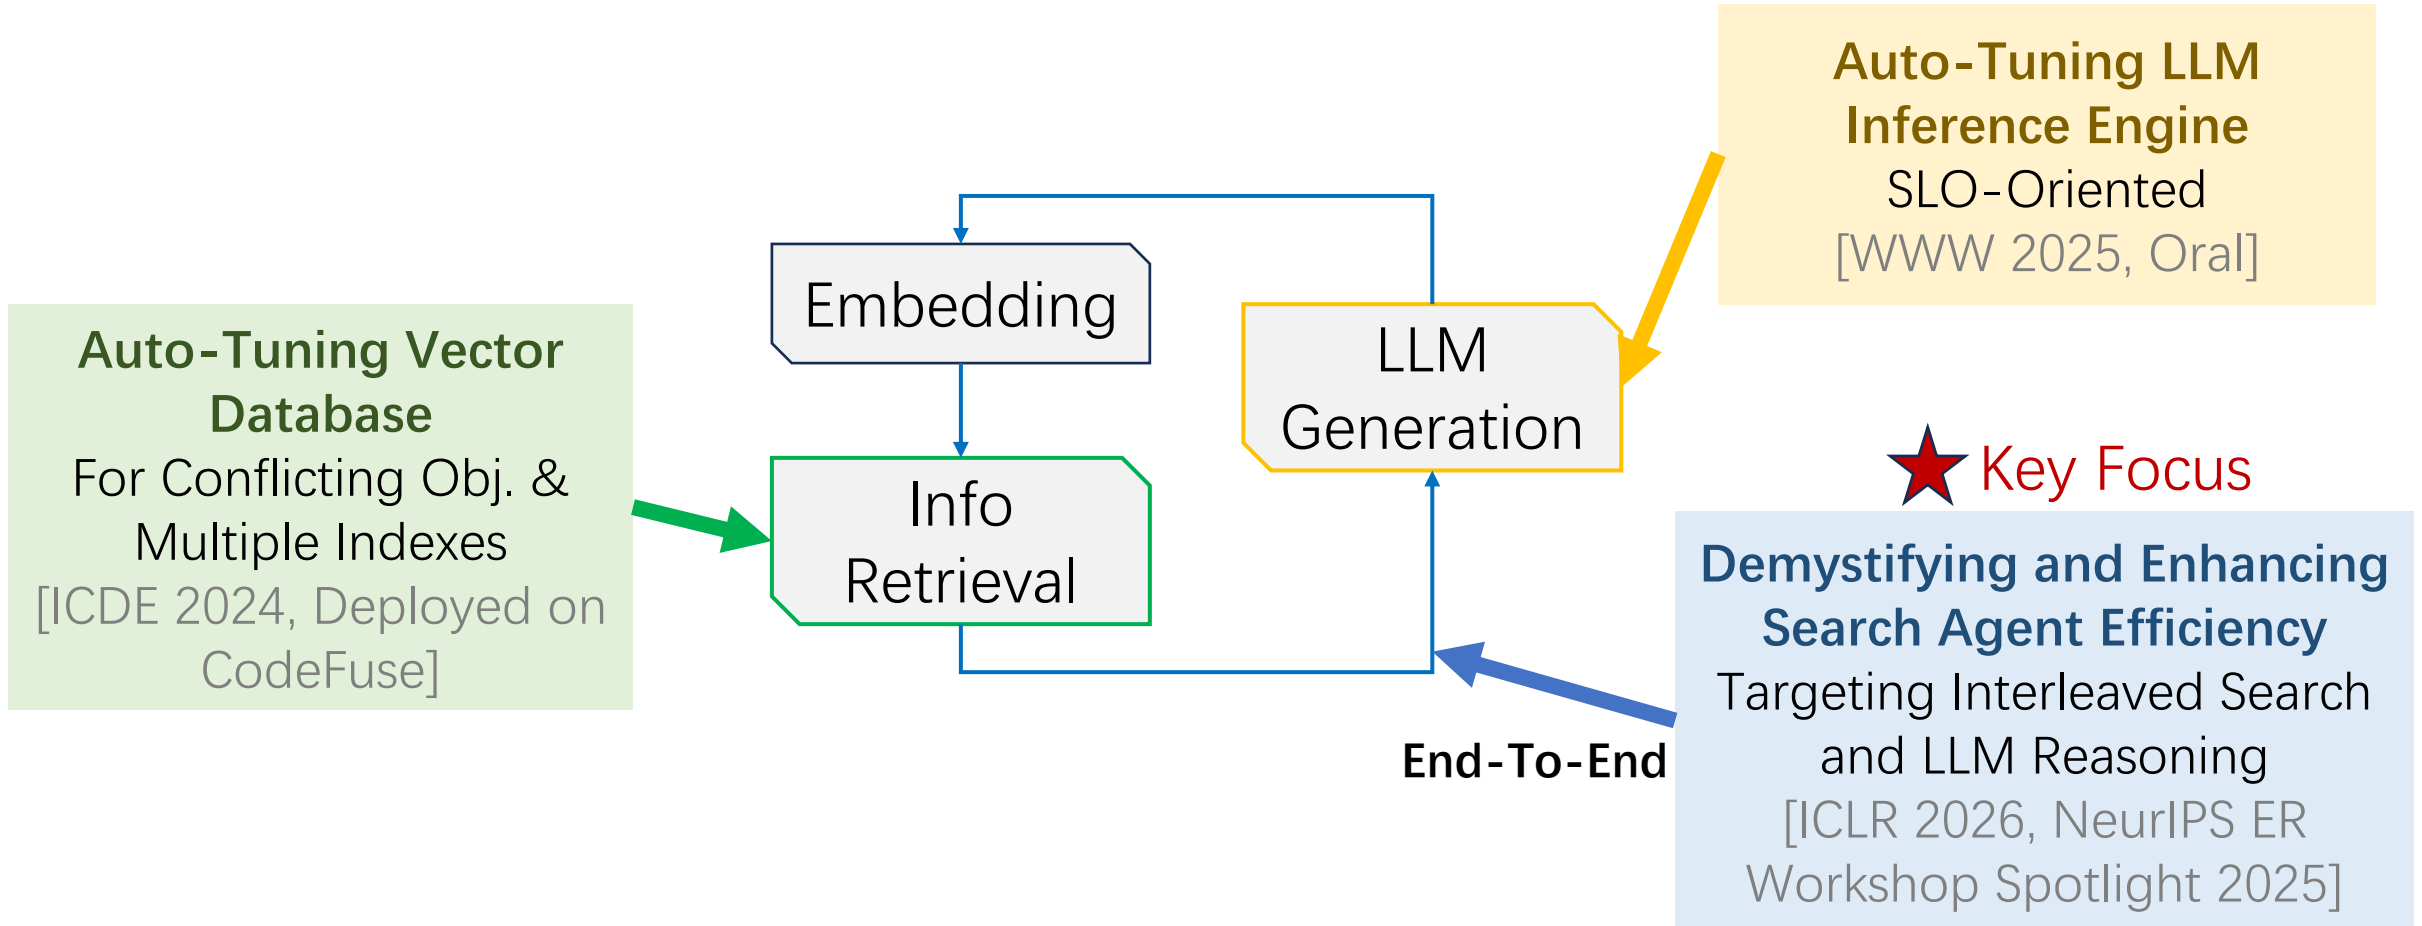 Auto-Tuning Vector
Database
For Conflicting Obj. &
Multiple Indexes
[ICDE 2024, Deployed on
CodeFuse]
Embedding
Info
Retrieval
LLM
Generation
Auto-Tuning LLM
Inference Engine
SLO-Oriented
[WWW 2025, Oral]
Key Focus
Demystifying and Enhancing
Search Agent Efficiency
Targeting Interleaved Search
and LLM Reasoning
[ICLR 2026, NeurIPS ER
Workshop Spotlight 2025]
End-To-End